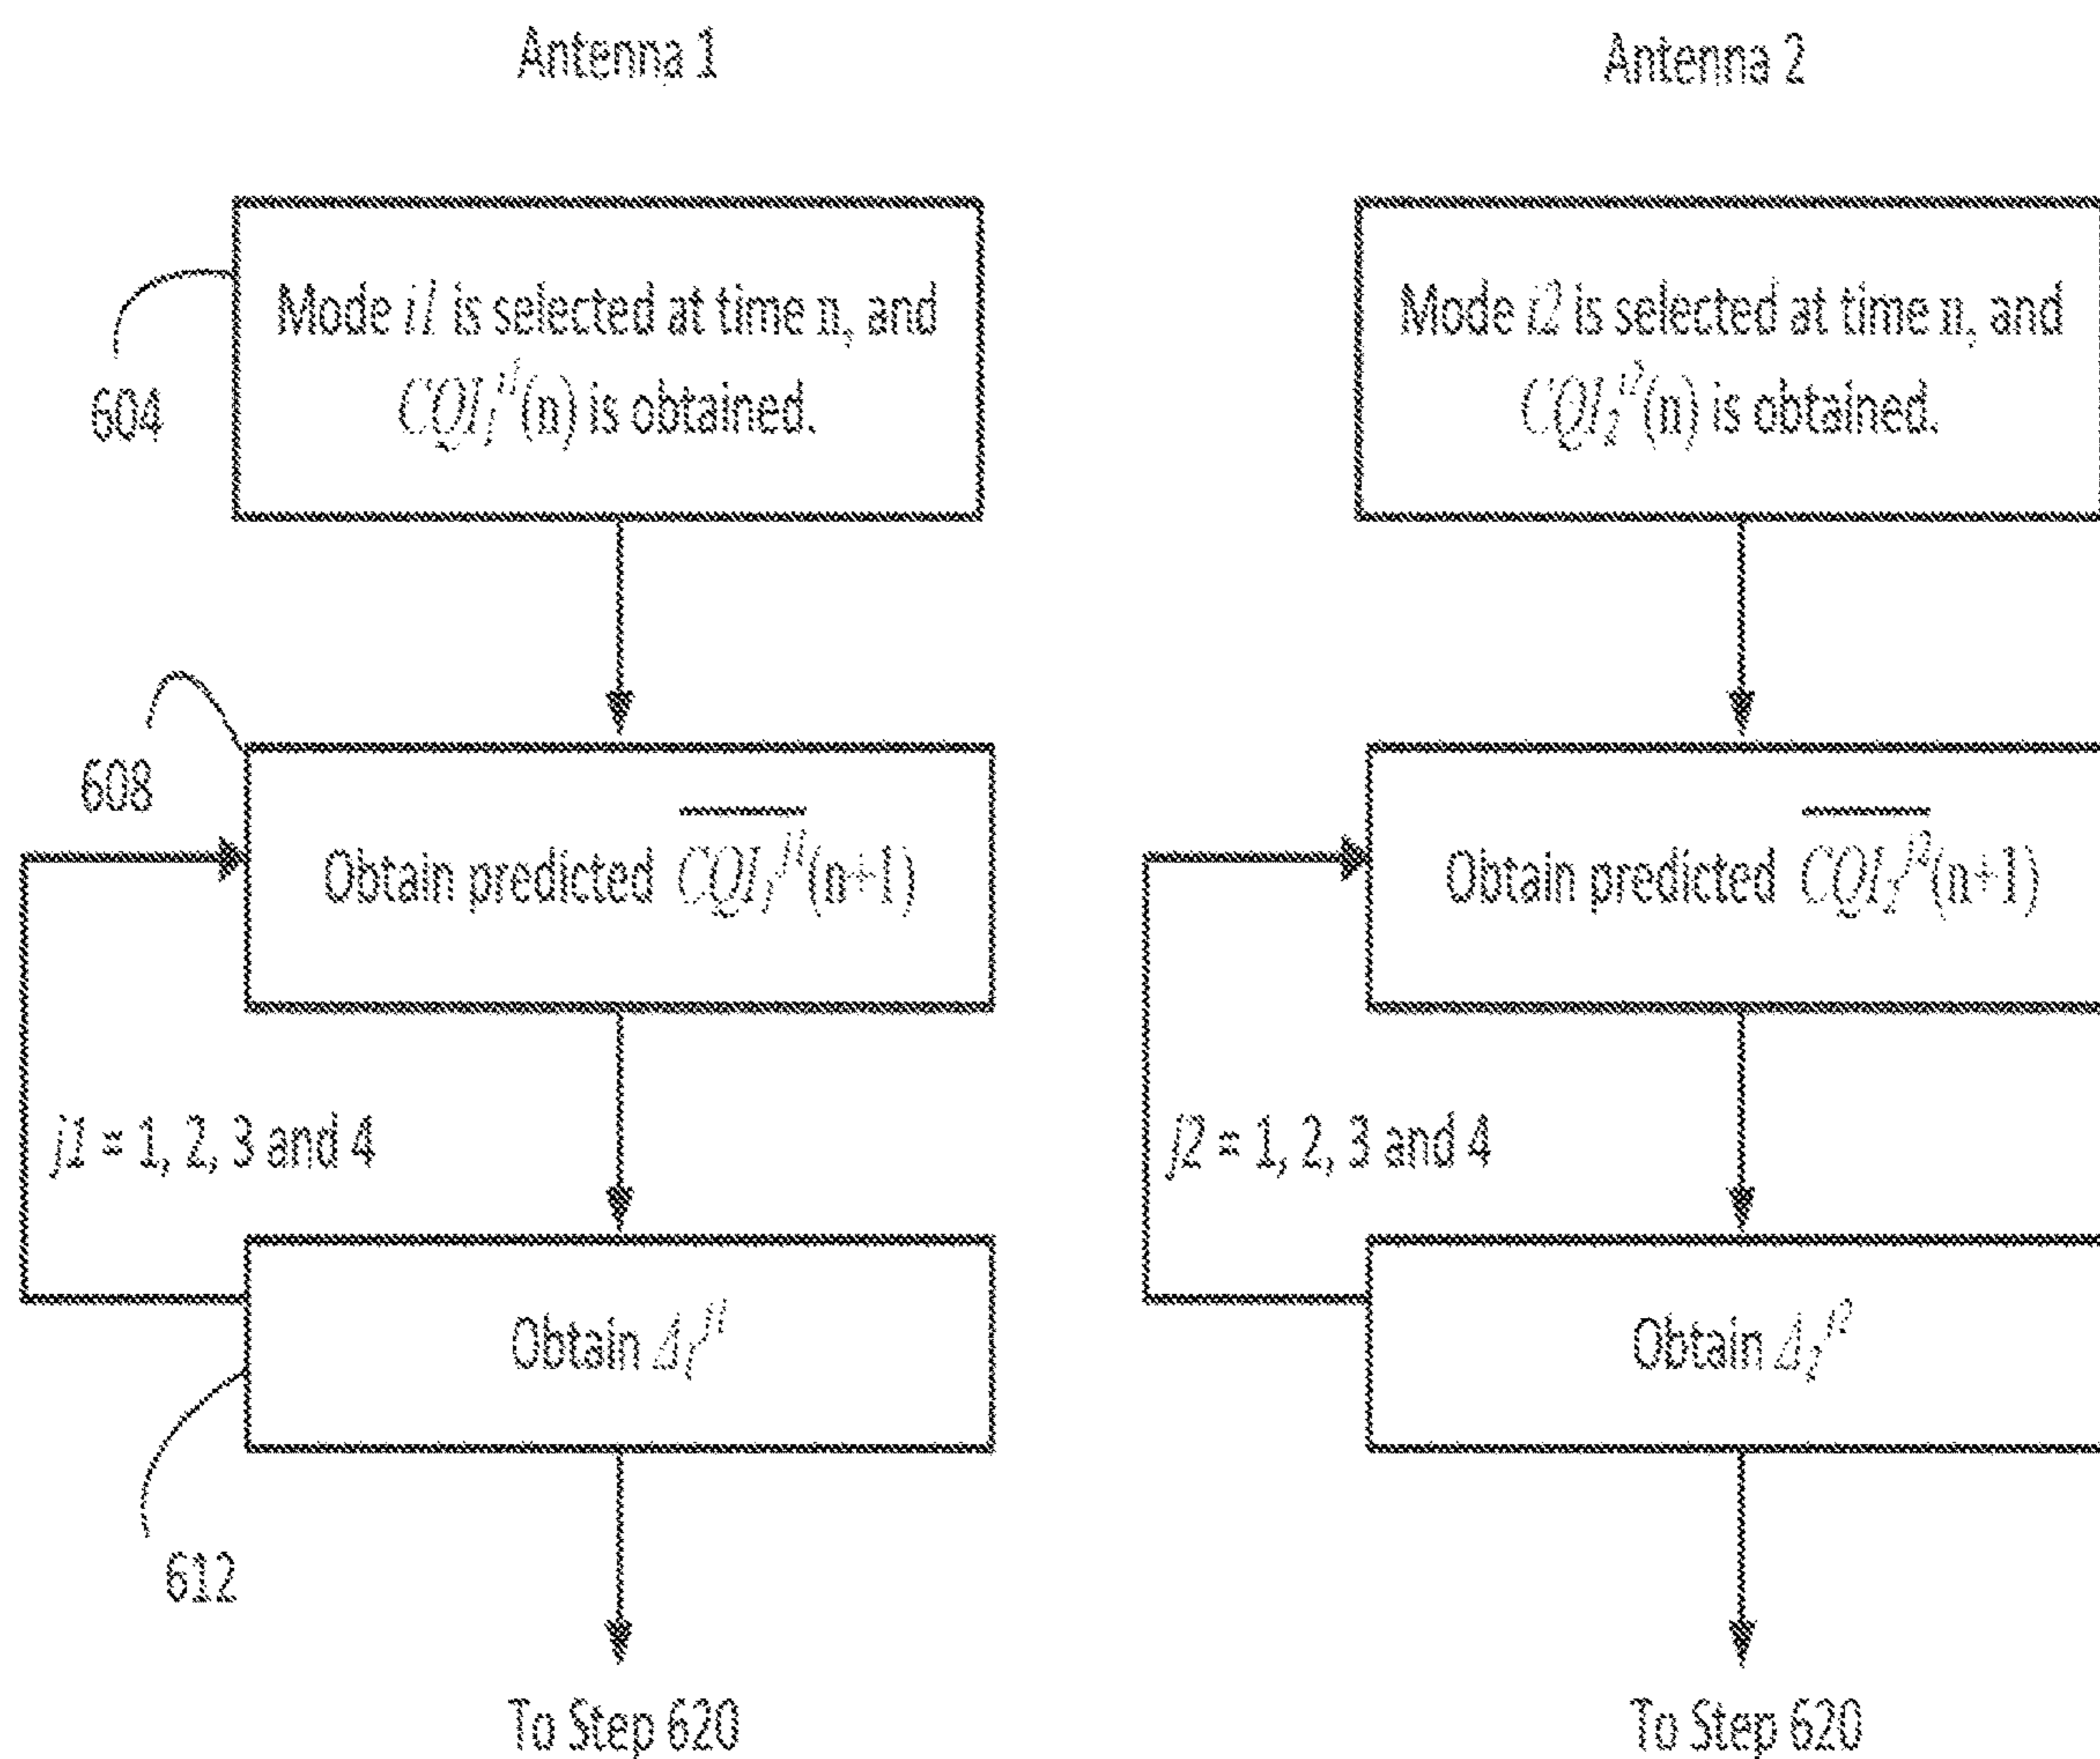 Antenna 1
Mode i1 is selected at time n, and
CQI₁ⁱ¹(n) is obtained.
604
608
Obtain predicted CQI₁ʲ¹(n+1)
j1 = 1, 2, 3 and 4
Obtain Δ₁ʲ¹
612
To Step 620
Antenna 2
Mode i2 is selected at time n, and
CQI₂ⁱ²(n) is obtained.
Obtain predicted CQI₂ʲ²(n+1)
j2 = 1, 2, 3 and 4
Obtain Δ₂ʲ²
To Step 620